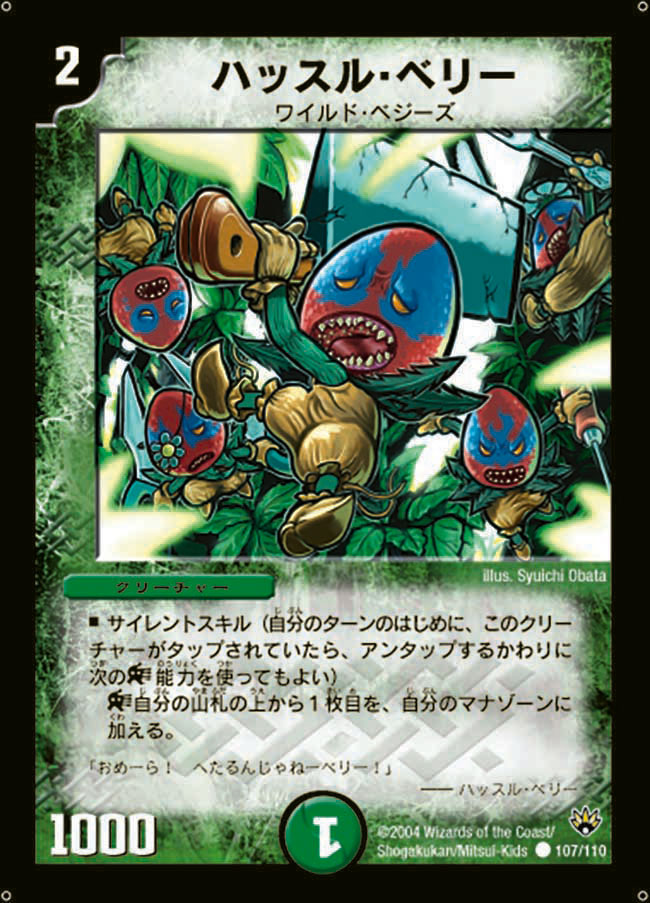 2
ハッスル・ベリー
ワイルド・ベジーズ
illus. Syuichi Obata
クリーチャー
■ サイレントスキル（自分のターンのはじめに、このクリー
チャーがタップされていたら、アンタップするかわりに
次の能力を使ってもよい）
自分の山札の上から1枚目を、自分のマナゾーンに
加える。
「おめーら！　へたるんじゃねーベリー！」
―― ハッスル・ベリー
1000
1
©2004 Wizards of the Coast/
Shogakukan/Mitsui-Kids
107/110